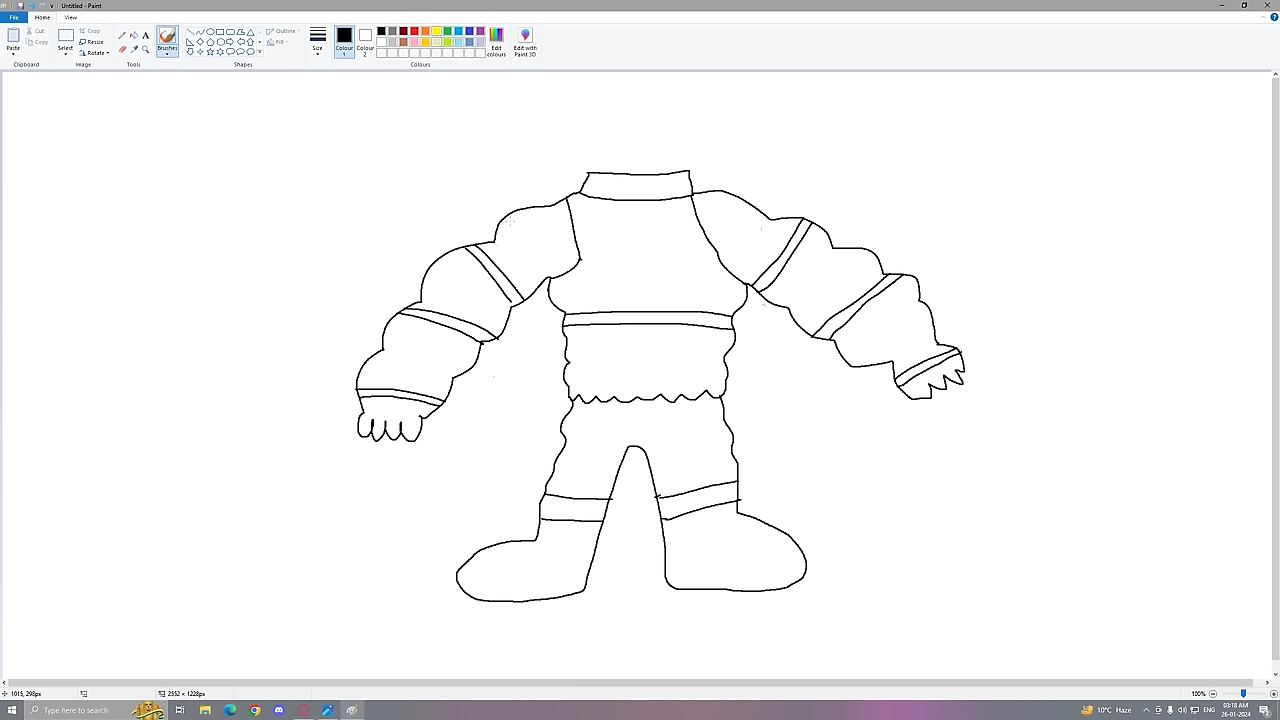 Untitled - Paint
File Home View
Paste
Cut
Copy
Clipboard
Select
Crop
Resize
Rotate
Image
Tools
Brushes
Outline
Fill
Shapes
Size
Colour 1
Colour 2
Edit colours
Edit with Paint 3D
Colours
1015, 298px
2552 × 1228px
100%
Type here to search
10°C Haze
ENG
03:18 AM
26-01-2024